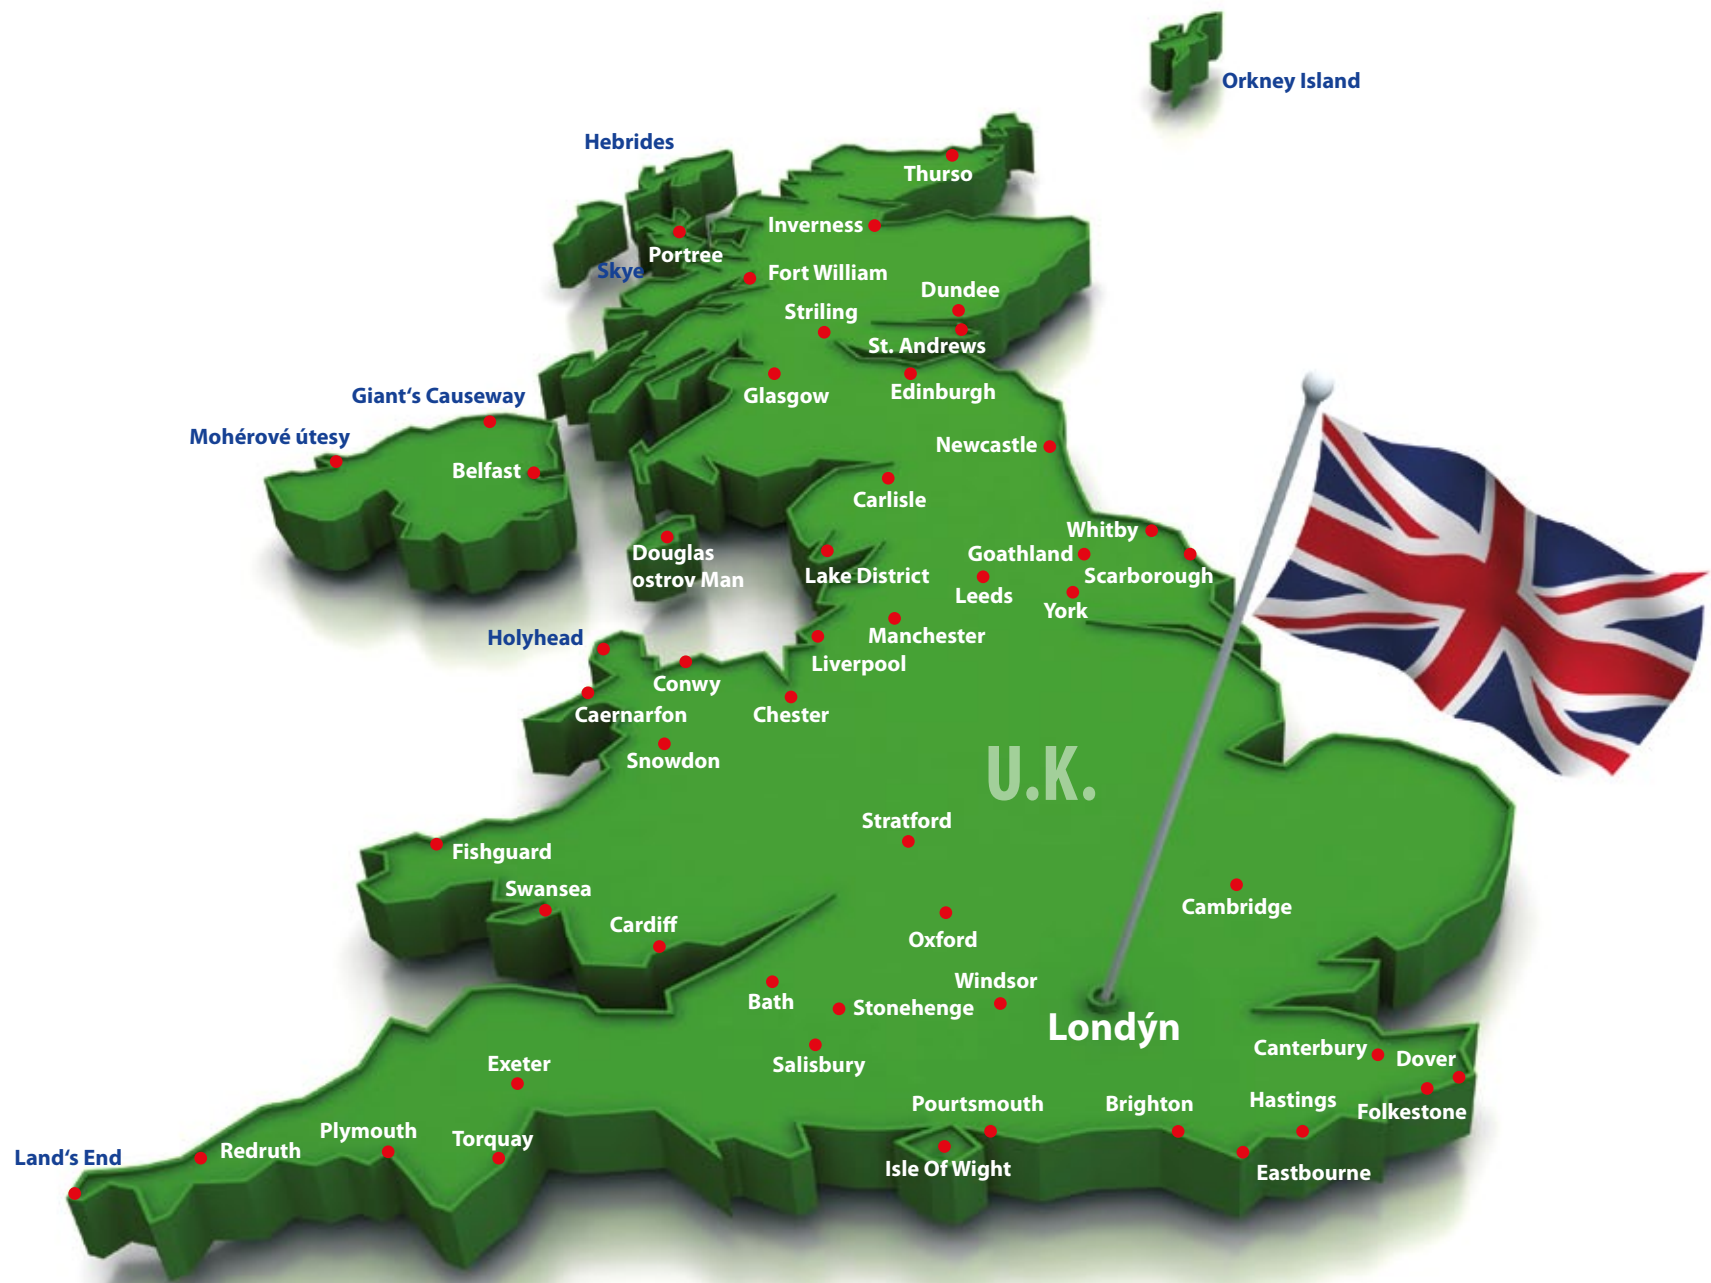 Orkney Island
Hebrides
Thurso
Inverness
Portree
Skye
Fort William
Dundee
Striling
St. Andrews
Glasgow
Edinburgh
Giant‘s Causeway
Mohérové útesy
Newcastle
Belfast
Carlisle
Whitby
Douglas
ostrov Man
Goathland
Lake District
Scarborough
Leeds
York
Holyhead
Manchester
Liverpool
Conwy
Caernarfon
Chester
Snowdon
U.K.
Stratford
Fishguard
Swansea
Cambridge
Cardiff
Oxford
Windsor
Bath
Stonehenge
Londýn
Canterbury
Dover
Exeter
Salisbury
Pourtsmouth
Brighton
Hastings
Folkestone
Plymouth
Torquay
Redruth
Land‘s End
Isle Of Wight
Eastbourne